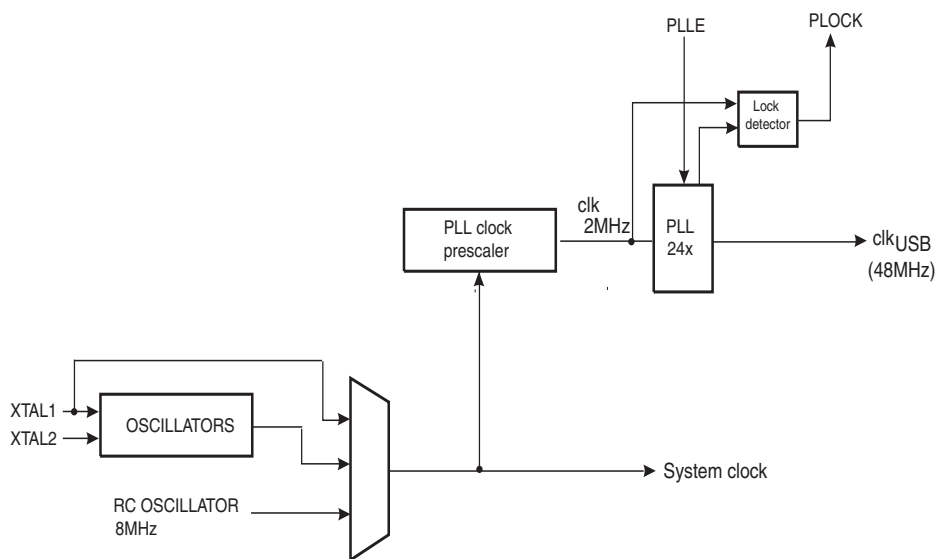 PLLE
PLOCK
Lock
detector
clk
2MHz
PLL clock
prescaler
PLL
24x
clkUSB
(48MHz)
XTAL1
XTAL2
OSCILLATORS
System clock
RC OSCILLATOR
8MHz